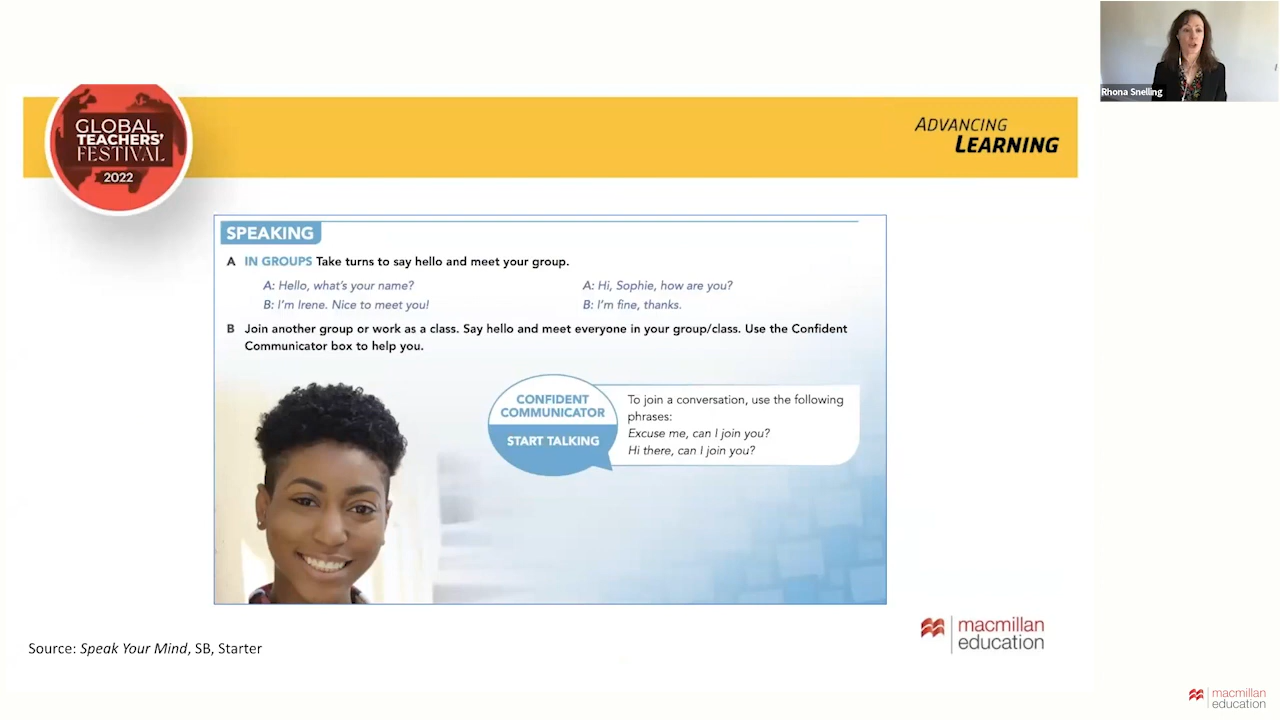 Rhona Snelling
GLOBAL
TEACHERS'
FESTIVAL
2022
ADVANCING
LEARNING
SPEAKING
A IN GROUPS Take turns to say hello and meet your group.
A: Hello, what's your name?
B: I'm Irene. Nice to meet you!
A: Hi, Sophie, how are you?
B: I'm fine, thanks.
B Join another group or work as a class. Say hello and meet everyone in your group/class. Use the Confident
Communicator box to help you.
CONFIDENT
COMMUNICATOR
START TALKING
To join a conversation, use the following
phrases:
Excuse me, can I join you?
Hi there, can I join you?
macmillan
education
Source: Speak Your Mind, SB, Starter
macmillan
education